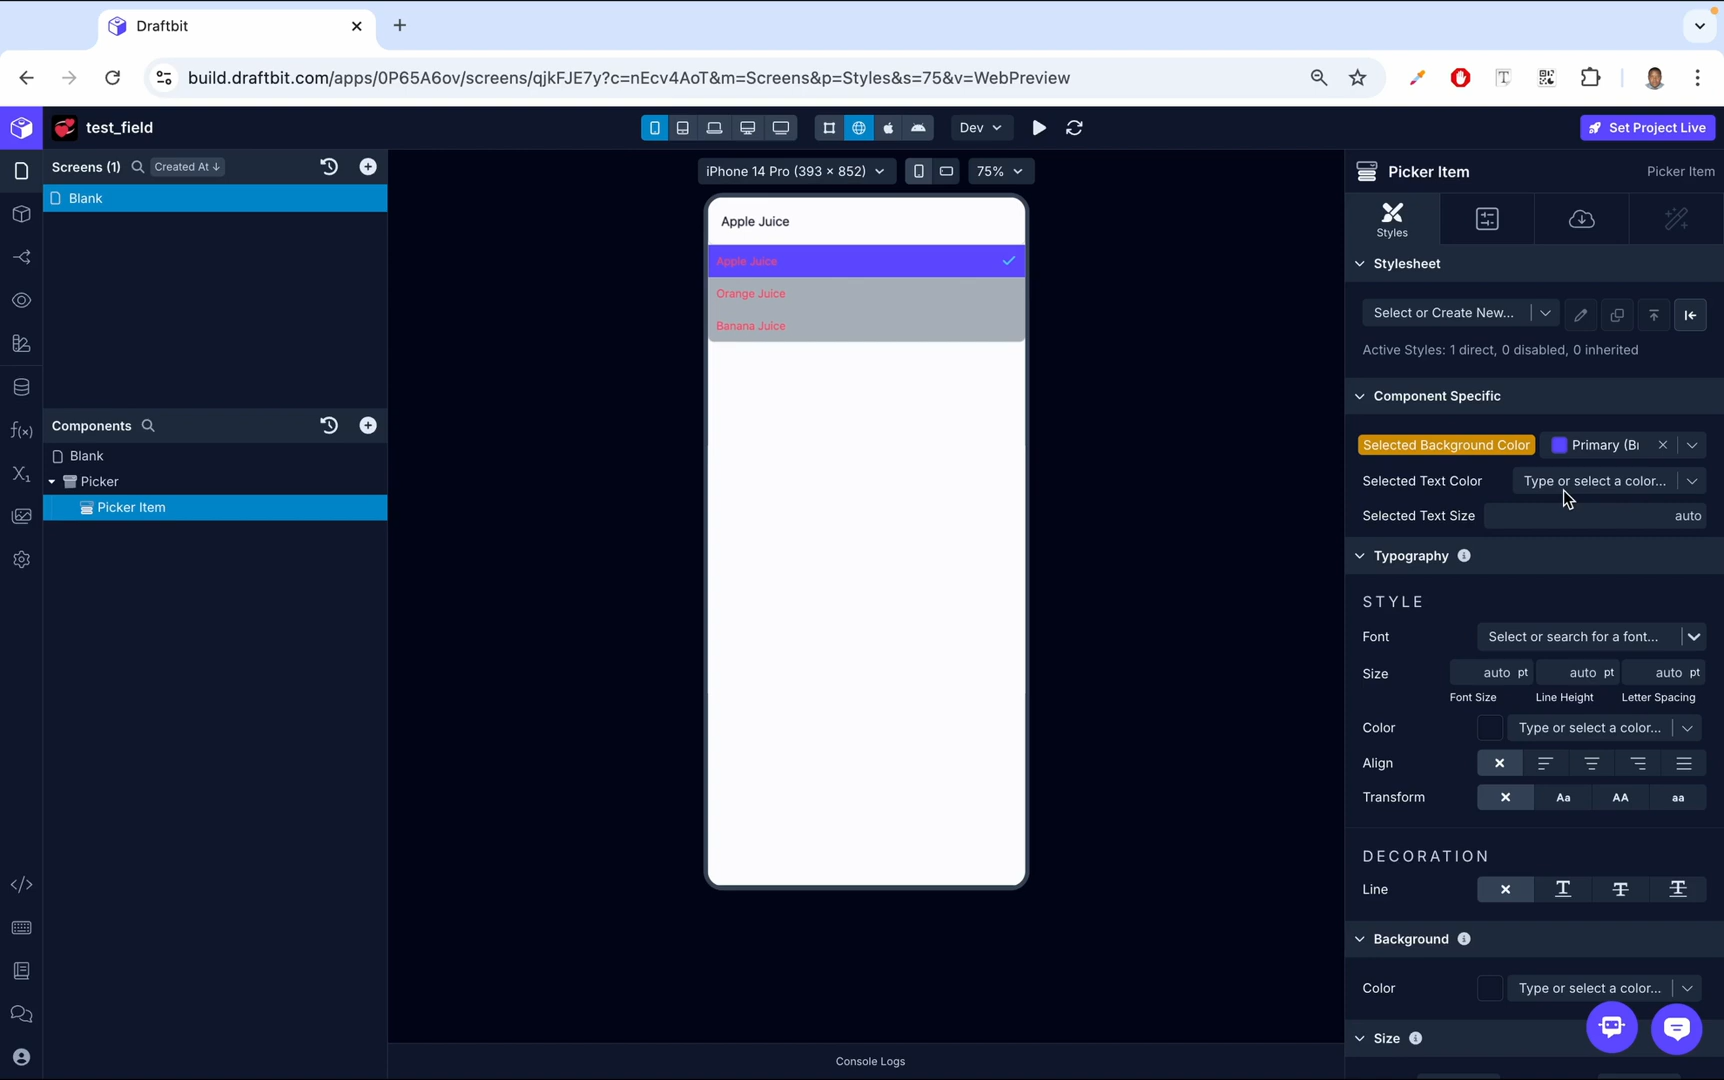 Draftbit
build.draftbit.com/apps/0P65A6ov/screens/qjkFJE7y?c=nEcv4AoT&m=Screens&p=Styles&s=75&v=WebPreview
test_field
Dev
Set Project Live
Screens (1)
Created At ↓
Blank
iPhone 14 Pro (393 × 852)
75%
Picker Item
Picker Item
Styles
Apple Juice
Apple Juice
Orange Juice
Banana Juice
Stylesheet
Select or Create New...
Active Styles: 1 direct, 0 disabled, 0 inherited
Component Specific
Selected Background Color
Primary (Br
Selected Text Color
Type or select a color...
Selected Text Size
auto
Components
Blank
Picker
Picker Item
Typography
STYLE
Font
Select or search for a font...
Size
auto pt
auto pt
auto pt
Font Size
Line Height
Letter Spacing
Color
Type or select a color...
Align
Transform
Aa
AA
aa
DECORATION
Line
Background
Color
Type or select a color...
Size
Console Logs